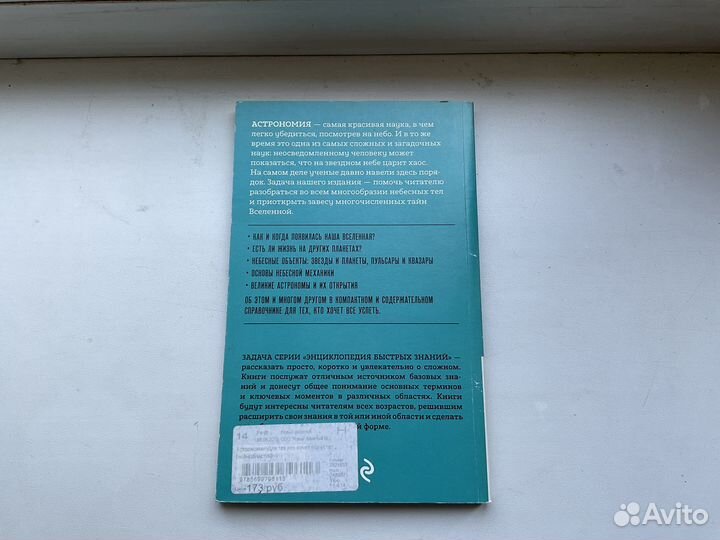 АСТРОНОМИЯ — самая красивая наука, в чем
легко убедиться, посмотрев на небо. И в то же
время это одна из самых сложных и загадочных
наук: неосведомленному человеку может
показаться, что на звездном небе царит хаос.
На самом деле ученые давно навели здесь поря-
док. Задача нашего издания — помочь читателю
разобраться во всем многообразии небесных тел
и приоткрыть завесу многочисленных тайн
Вселенной.
• КАК И КОГДА ПОЯВИЛАСЬ НАША ВСЕЛЕННАЯ?
• ЕСТЬ ЛИ ЖИЗНЬ НА ДРУГИХ ПЛАНЕТАХ?
• НЕБЕСНЫЕ ОБЪЕКТЫ: ЗВЕЗДЫ И ПЛАНЕТЫ, ПУЛЬСАРЫ И КВАЗАРЫ
• ОСНОВЫ НЕБЕСНОЙ МЕХАНИКИ
• ВЕЛИКИЕ АСТРОНОМЫ И ИХ ОТКРЫТИЯ
ОБ ЭТОМ И МНОГОМ ДРУГОМ В КОМПАКТНОМ И СОДЕРЖАТЕЛЬНОМ
СПРАВОЧНИКЕ ДЛЯ ТЕХ, КТО ХОЧЕТ ВСЕ УСПЕТЬ.
ЗАДАЧА СЕРИИ «ЭНЦИКЛОПЕДИЯ БЫСТРЫХ ЗНАНИЙ» —
рассказать просто, коротко и увлекательно о сложном.
Книги послужат отличным источником базовых зна-
ний и донесут общее понимание основных терминов
и ключевых моментов в различных областях. Книги
будут интересны читателям всех возрастов, решившим
расширить свои знания в той или иной области и сделать
й форме.
14
173 руб
Avito